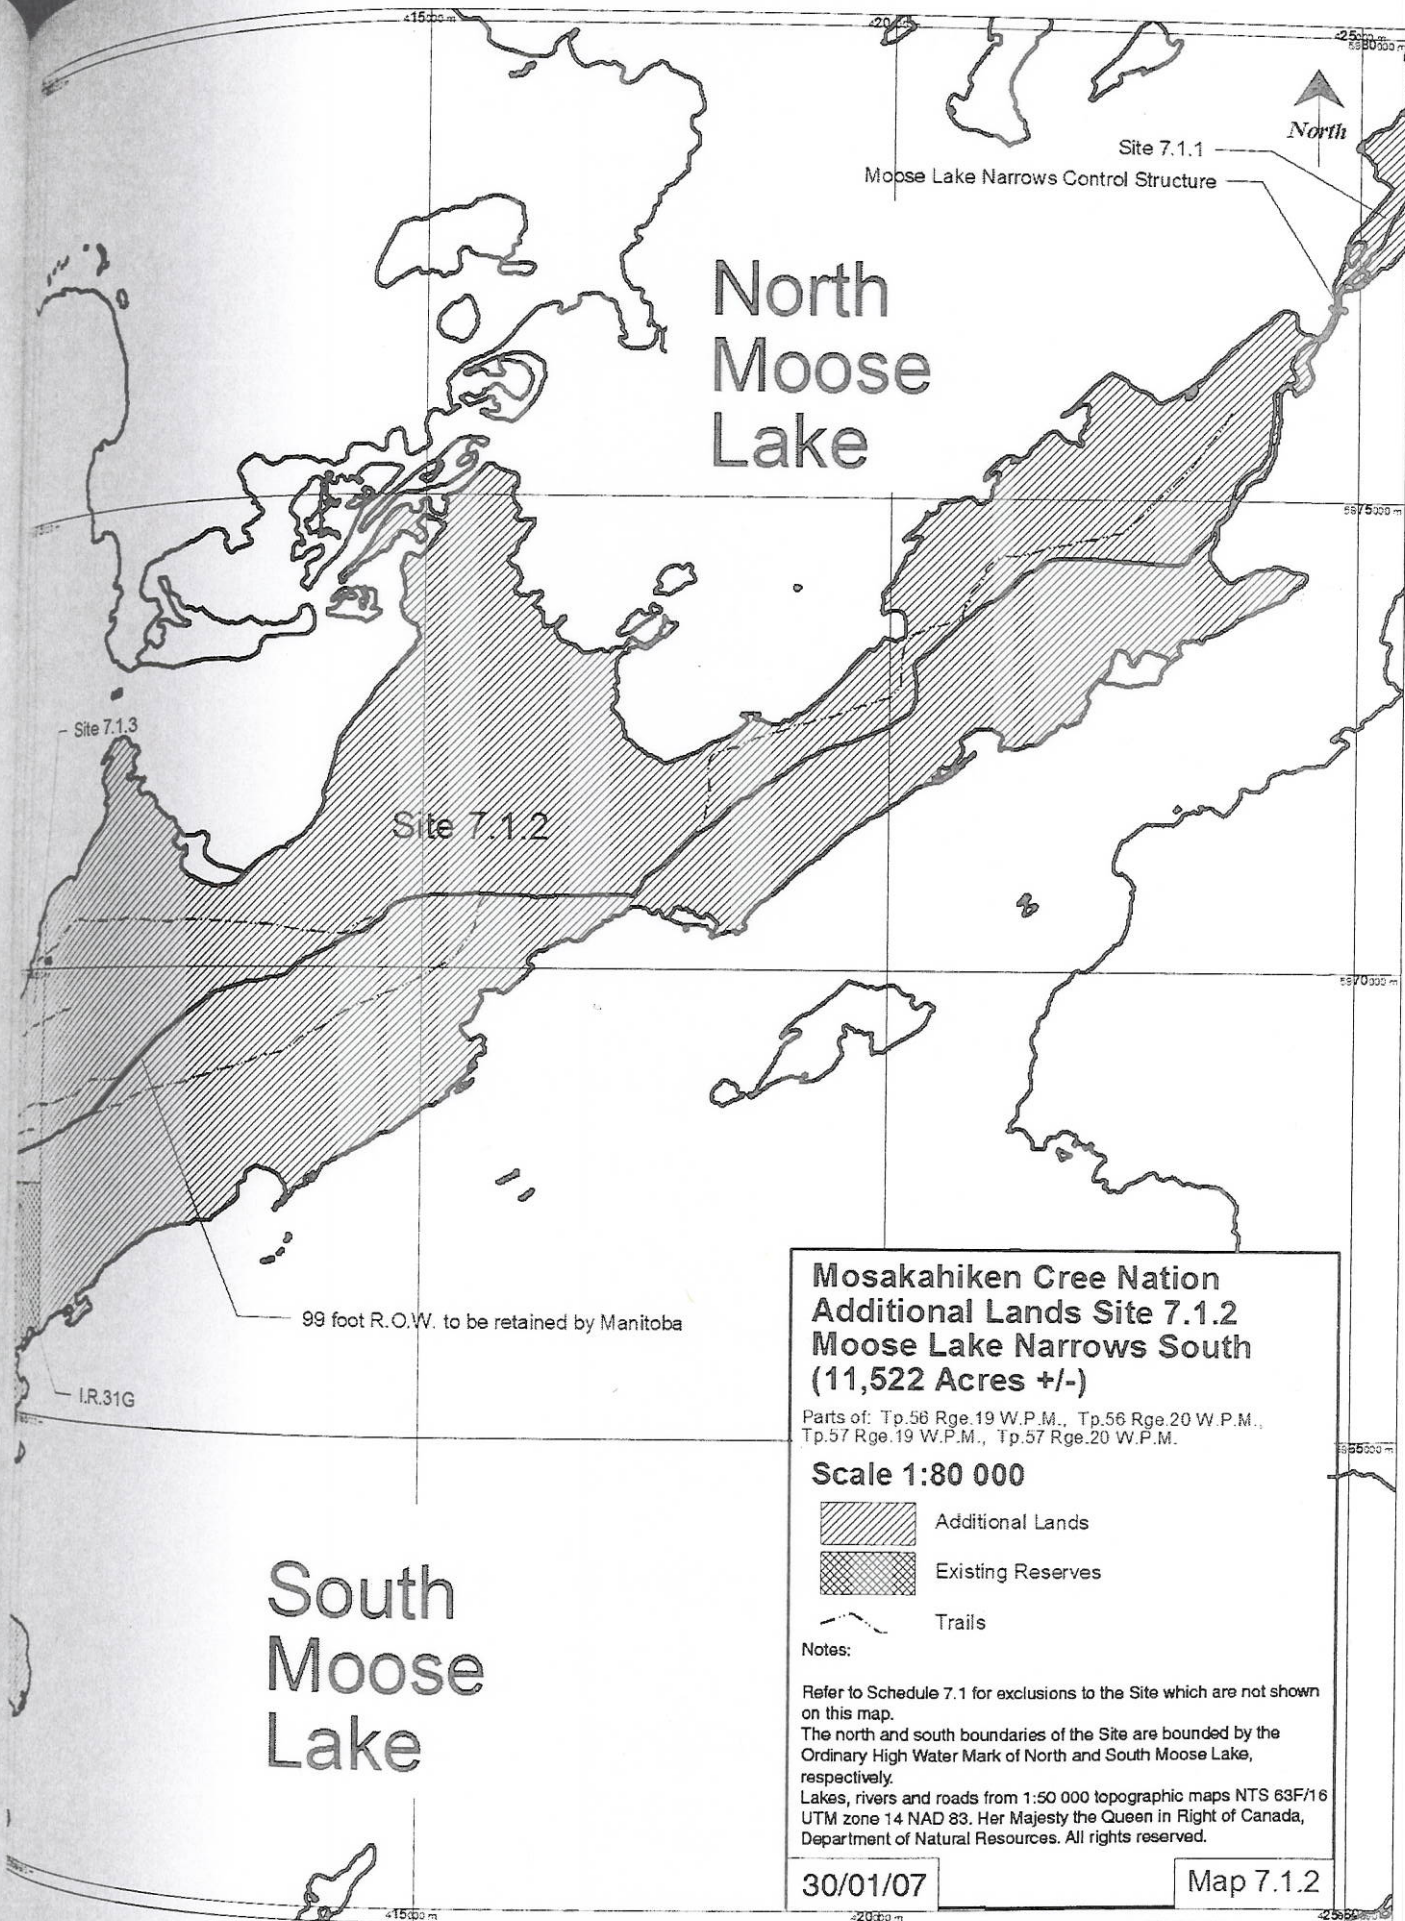 415000 m
25000 m
5980000 m
North
Site 7.1.1
Moose Lake Narrows Control Structure
North
Moose
Lake
5975000 m
Site 7.1.3
Site 7.1.2
5970000 m
99 foot R.O.W. to be retained by Manitoba
I.R.31G
Mosakahiken Cree Nation
Additional Lands Site 7.1.2
Moose Lake Narrows South
(11,522 Acres +/-)
Parts of: Tp.56 Rge.19 W.P.M., Tp.56 Rge.20 W.P.M.,
Tp.57 Rge.19 W.P.M., Tp.57 Rge.20 W.P.M.
Scale 1:80 000
Additional Lands
Existing Reserves
Trails
Notes:
Refer to Schedule 7.1 for exclusions to the Site which are not shown
on this map.
The north and south boundaries of the Site are bounded by the
Ordinary High Water Mark of North and South Moose Lake,
respectively.
Lakes, rivers and roads from 1:50 000 topographic maps NTS 63F/16
UTM zone 14 NAD 83. Her Majesty the Queen in Right of Canada,
Department of Natural Resources. All rights reserved.
30/01/07
Map 7.1.2
South
Moose
Lake
415000 m
420000 m